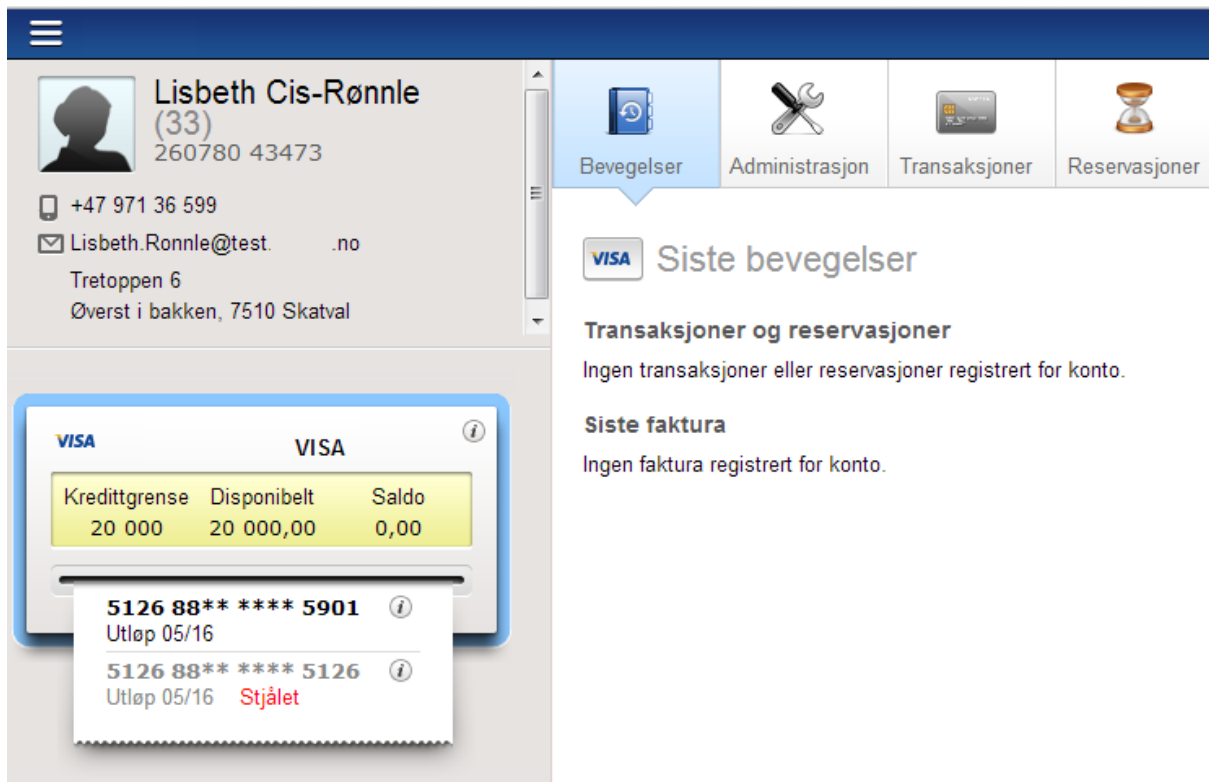 Lisbeth Cis-Rønnle
(33)
260780 43473
+47 971 36 599
Lisbeth.Ronnle@test. .no
Tretoppen 6
Øverst i bakken, 7510 Skatval
VISA
VISA
Kredittgrense Disponibelt Saldo
20 000 20 000,00 0,00
5126 88** **** 5901
Utløp 05/16
5126 88** **** 5126
Utløp 05/16 Stjålet
Bevegelser Administrasjon Transaksjoner Reservasjoner
VISA Siste bevegelser
Transaksjoner og reservasjoner
Ingen transaksjoner eller reservasjoner registrert for konto.
Siste faktura
Ingen faktura registrert for konto.